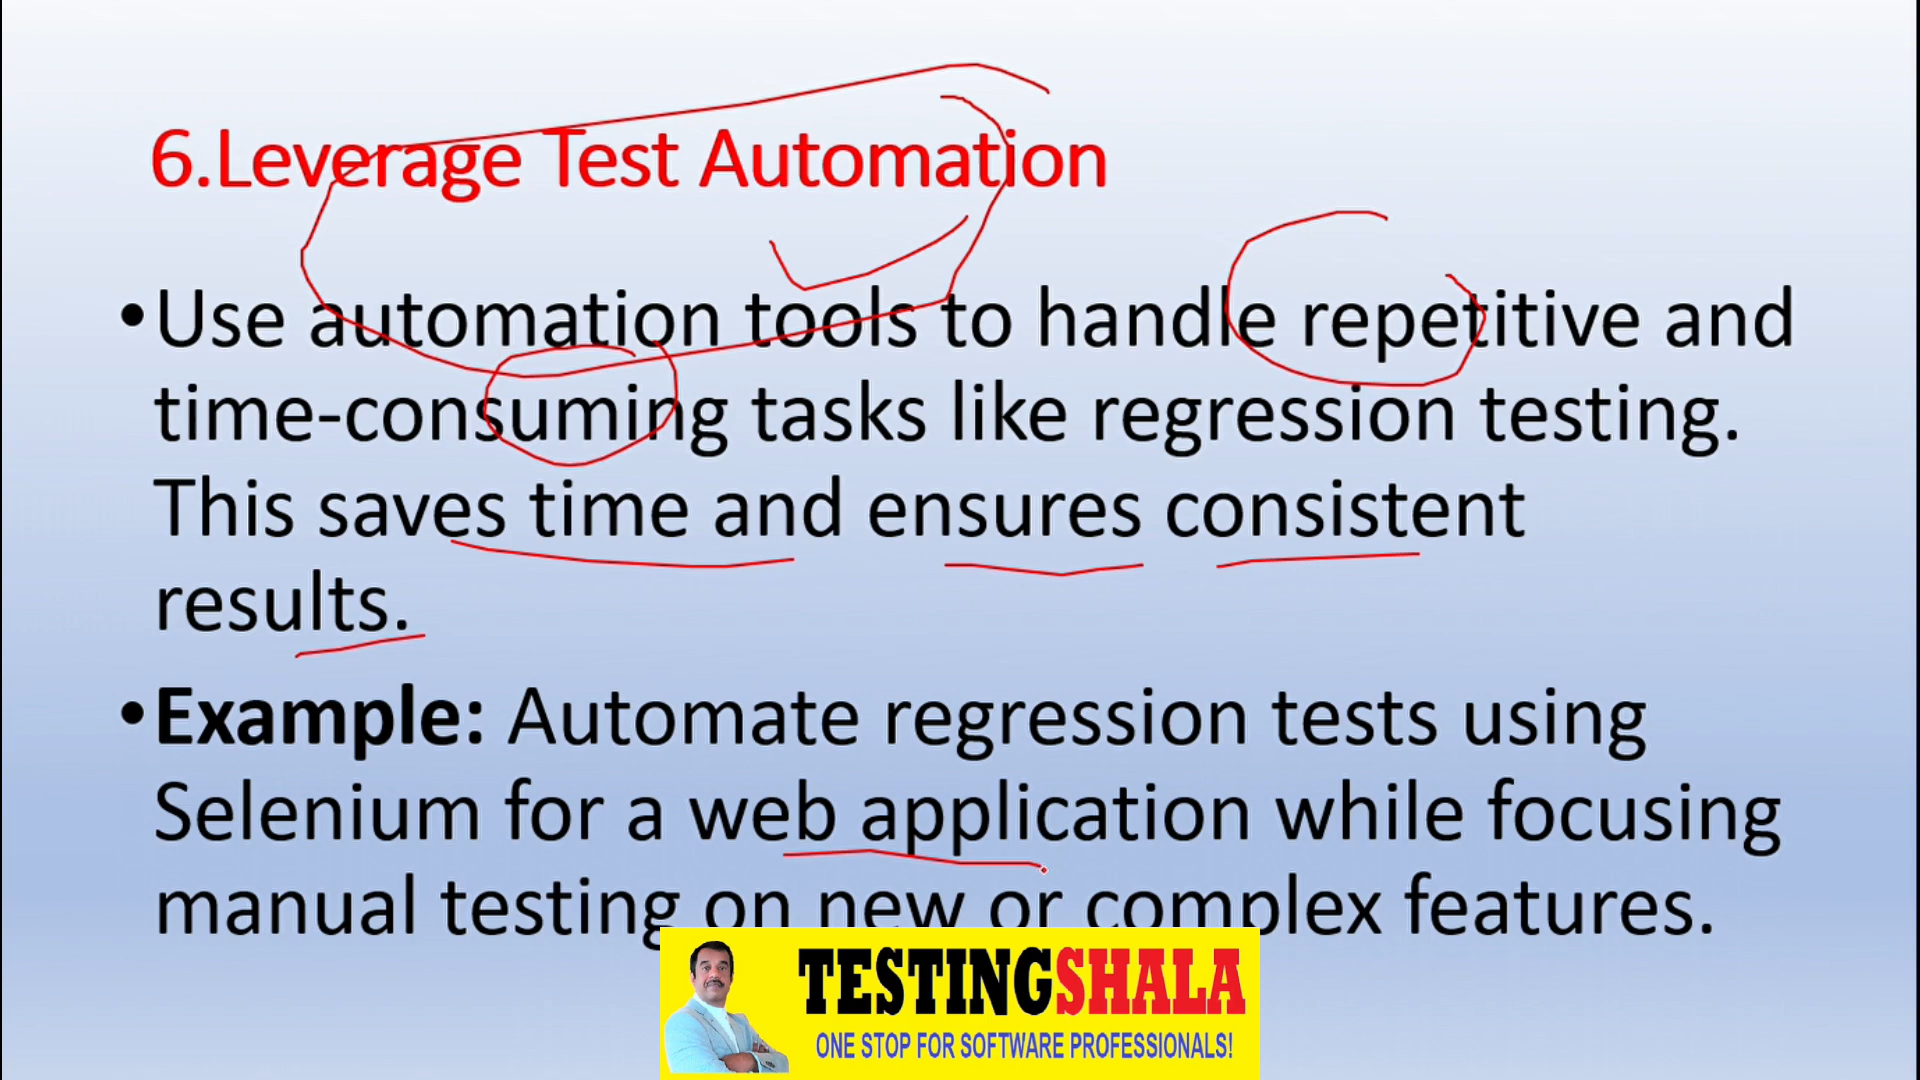 6.Leverage Test Automation
•Use automation tools to handle repetitive and
time-consuming tasks like regression testing.
This saves time and ensures consistent
results.
•Example: Automate regression tests using
Selenium for a web application while focusing
manual testing on new or complex features.
TESTINGSHALA
ONE STOP FOR SOFTWARE PROFESSIONALS!